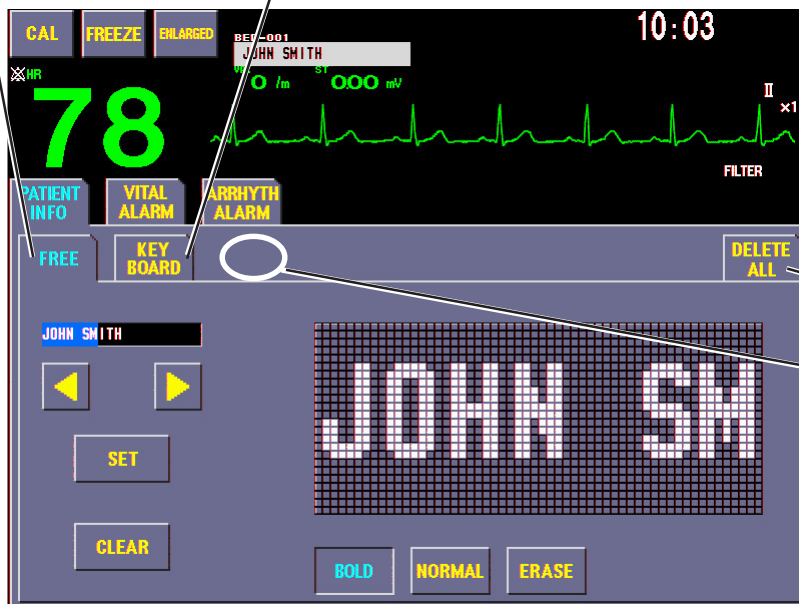 CAL FREEZE ENLARGED
BED-001
10:03
JOHN SMITH
HR
VPC 0 /m ST 0.00 mV
78
II
×1
FILTER
PATIENT INFO
VITAL ALARM
ARRHYTH ALARM
FREE
KEY BOARD
DELETE ALL
JOHN SMITH
JOHN SM
SET
CLEAR
BOLD NORMAL ERASE